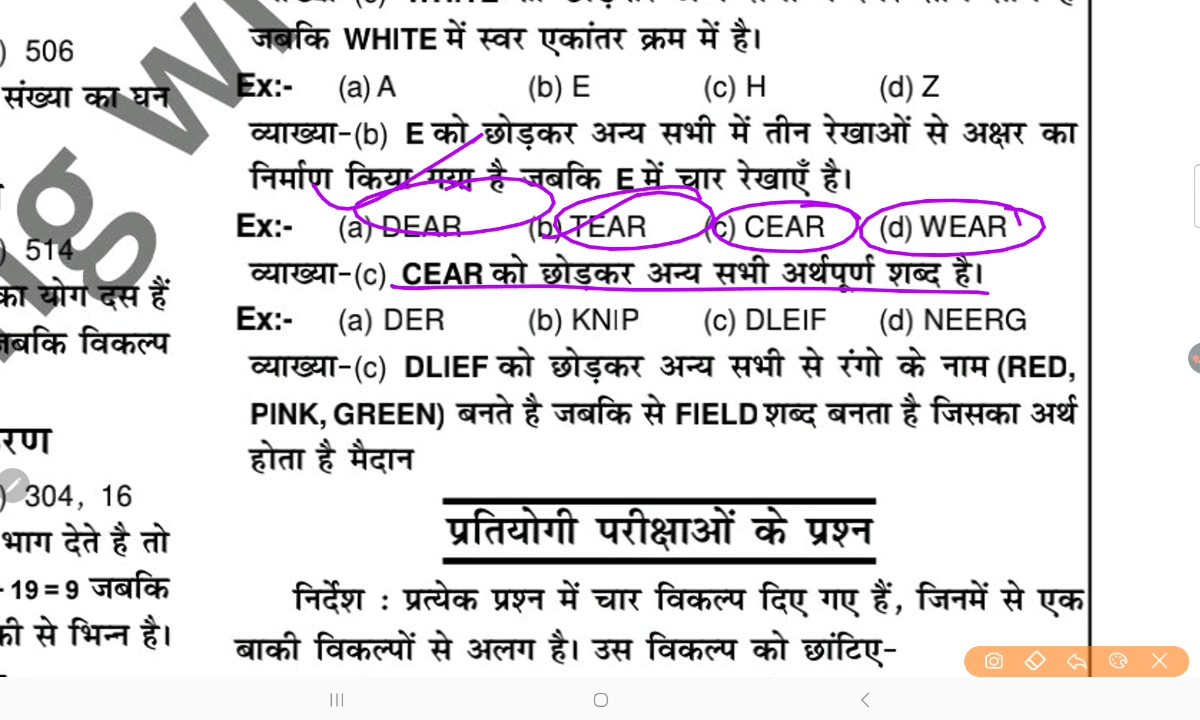 जबकि WHITE में स्वर एकांतर क्रम में है।
Ex:- (a) A (b) E (c) H (d) Z
व्याख्या-(b) E को छोड़कर अन्य सभी में तीन रेखाओं से अक्षर का
निर्माण किया गया है जबकि E में चार रेखाएँ है।
Ex:- (a) DEAR (b) TEAR (c) CEAR (d) WEAR
व्याख्या-(c) CEAR को छोडकर अन्य सभी अर्थपूर्ण शब्द है।
Ex:- (a) DER (b) KNIP (c) DLEIF (d) NEERG
व्याख्या-(c) DLIEF को छोड़कर अन्य सभी से रंगो के नाम (RED,
PINK, GREEN) बनते है जबकि से FIELD शब्द बनता है जिसका अर्थ
होता है मैदान
प्रतियोगी परीक्षाओं के प्रश्न
निर्देश : प्रत्येक प्रश्न में चार विकल्प दिए गए हैं, जिनमें से एक
बाकी विकल्पों से अलग है। उस विकल्प को छांटिए-
) 506
संख्या का घन
) 514
का योग दस हैं
जबकि विकल्प
रण
) 304, 16
भाग देते है तो
- 19 = 9 जबकि
की से भिन्न है।